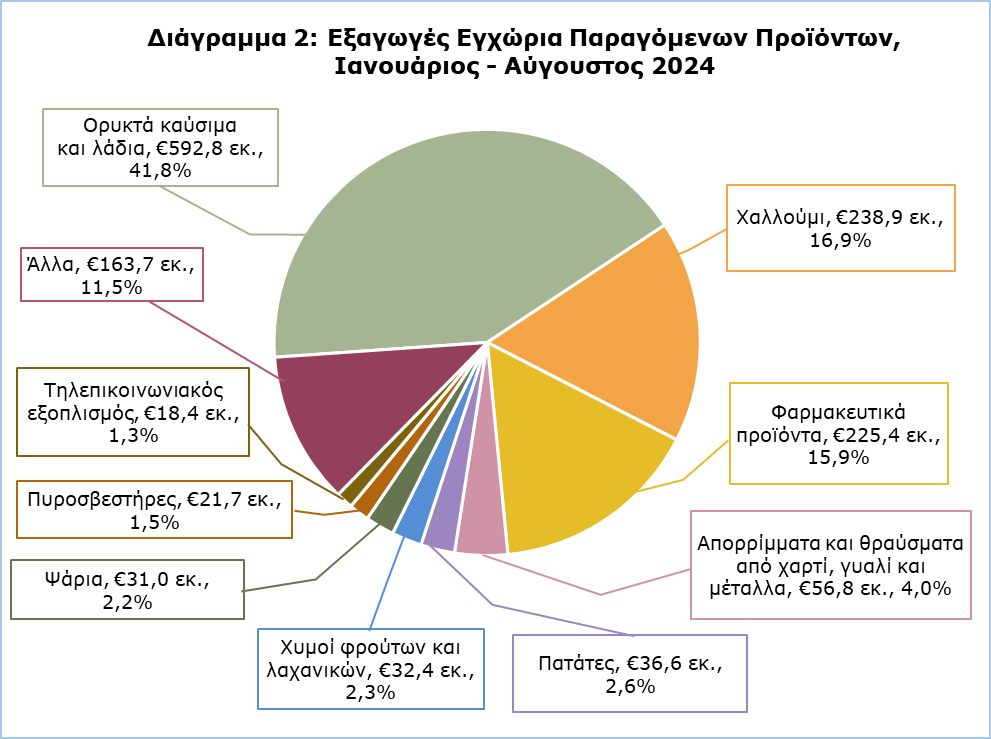 Διάγραμμα 2: Εξαγωγές Εγχώρια Παραγόμενων Προϊόντων,
Ιανουάριος – Αύγουστος 2024
Ορυκτά καύσιμα
και λάδια, €592,8 εκ.,
41,8%
Χαλλούμι, €238,9 εκ.,
16,9%
Άλλα, €163,7 εκ.,
11,5%
Τηλεπικοινωνιακός
εξοπλισμός, €18,4 εκ.,
1,3%
Φαρμακευτικά
προϊόντα, €225,4 εκ.,
15,9%
Πυροσβεστήρες, €21,7 εκ.,
1,5%
Απορρίμματα και θραύσματα
από χαρτί, γυαλί και
μέταλλα, €56,8 εκ., 4,0%
Ψάρια, €31,0 εκ.,
2,2%
Χυμοί φρούτων και
λαχανικών, €32,4 εκ.,
2,3%
Πατάτες, €36,6 εκ.,
2,6%